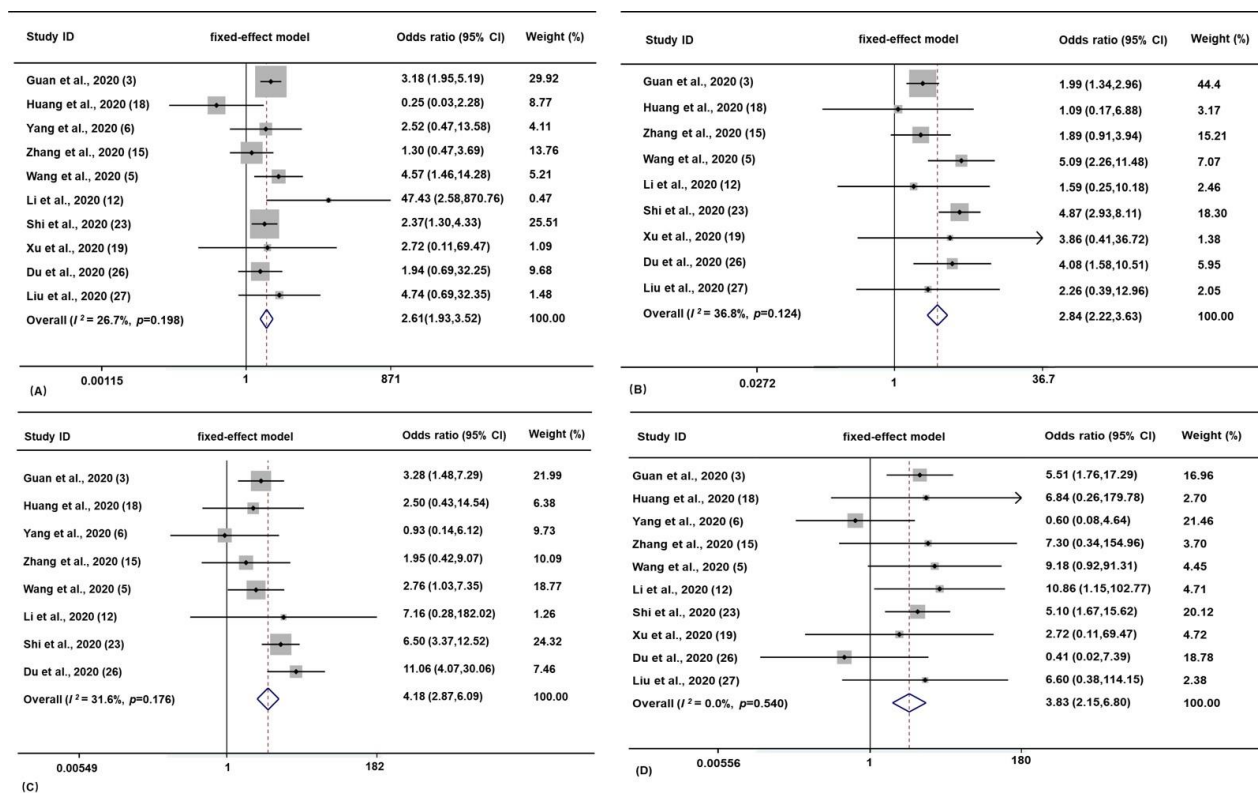 Study ID fixed-effect model Odds ratio (95% CI) Weight (%)
Guan et al., 2020 (3) 3.18 (1.95,5.19) 29.92
Huang et al., 2020 (18) 0.25 (0.03,2.28) 8.77
Yang et al., 2020 (6) 2.52 (0.47,13.58) 4.11
Zhang et al., 2020 (15) 1.30 (0.47,3.69) 13.76
Wang et al., 2020 (5) 4.57 (1.46,14.28) 5.21
Li et al., 2020 (12) 47.43 (2.58,870.76) 0.47
Shi et al., 2020 (23) 2.37(1.30,4.33) 25.51
Xu et al., 2020 (19) 2.72 (0.11,69.47) 1.09
Du et al., 2020 (26) 1.94 (0.69,32.25) 9.68
Liu et al., 2020 (27) 4.74 (0.69,32.35) 1.48
Overall (I² = 26.7%, p=0.198) 2.61(1.93,3.52) 100.00
0.00115 1 871
(A)
Study ID fixed-effect model Odds ratio (95% CI) Weight (%)
Guan et al., 2020 (3) 1.99 (1.34,2.96) 44.4
Huang et al., 2020 (18) 1.09 (0.17,6.88) 3.17
Zhang et al., 2020 (15) 1.89 (0.91,3.94) 15.21
Wang et al., 2020 (5) 5.09 (2.26,11.48) 7.07
Li et al., 2020 (12) 1.59 (0.25,10.18) 2.46
Shi et al., 2020 (23) 4.87 (2.93,8.11) 18.30
Xu et al., 2020 (19) 3.86 (0.41,36.72) 1.38
Du et al., 2020 (26) 4.08 (1.58,10.51) 5.95
Liu et al., 2020 (27) 2.26 (0.39,12.96) 2.05
Overall (I² = 36.8%, p=0.124) 2.84 (2.22,3.63) 100.00
0.0272 1 36.7
(B)
Study ID fixed-effect model Odds ratio (95% CI) Weight (%)
Guan et al., 2020 (3) 3.28 (1.48,7.29) 21.99
Huang et al., 2020 (18) 2.50 (0.43,14.54) 6.38
Yang et al., 2020 (6) 0.93 (0.14,6.12) 9.73
Zhang et al., 2020 (15) 1.95 (0.42,9.07) 10.09
Wang et al., 2020 (5) 2.76 (1.03,7.35) 18.77
Li et al., 2020 (12) 7.16 (0.28,182.02) 1.26
Shi et al., 2020 (23) 6.50 (3.37,12.52) 24.32
Du et al., 2020 (26) 11.06 (4.07,30.06) 7.46
Overall (I² = 31.6%, p=0.176) 4.18 (2.87,6.09) 100.00
0.00549 1 182
(C)
Study ID fixed-effect model Odds ratio (95% CI) Weight (%)
Guan et al., 2020 (3) 5.51 (1.76,17.29) 16.96
Huang et al., 2020 (18) 6.84 (0.26,179.78) 2.70
Yang et al., 2020 (6) 0.60 (0.08,4.64) 21.46
Zhang et al., 2020 (15) 7.30 (0.34,154.96) 3.70
Wang et al., 2020 (5) 9.18 (0.92,91.31) 4.45
Li et al., 2020 (12) 10.86 (1.15,102.77) 4.71
Shi et al., 2020 (23) 5.10 (1.67,15.62) 20.12
Xu et al., 2020 (19) 2.72 (0.11,69.47) 4.72
Du et al., 2020 (26) 0.41 (0.02,7.39) 18.78
Liu et al., 2020 (27) 6.60 (0.38,114.15) 2.38
Overall (I² = 0.0%, p=0.540) 3.83 (2.15,6.80) 100.00
0.00556 1 180
(D)